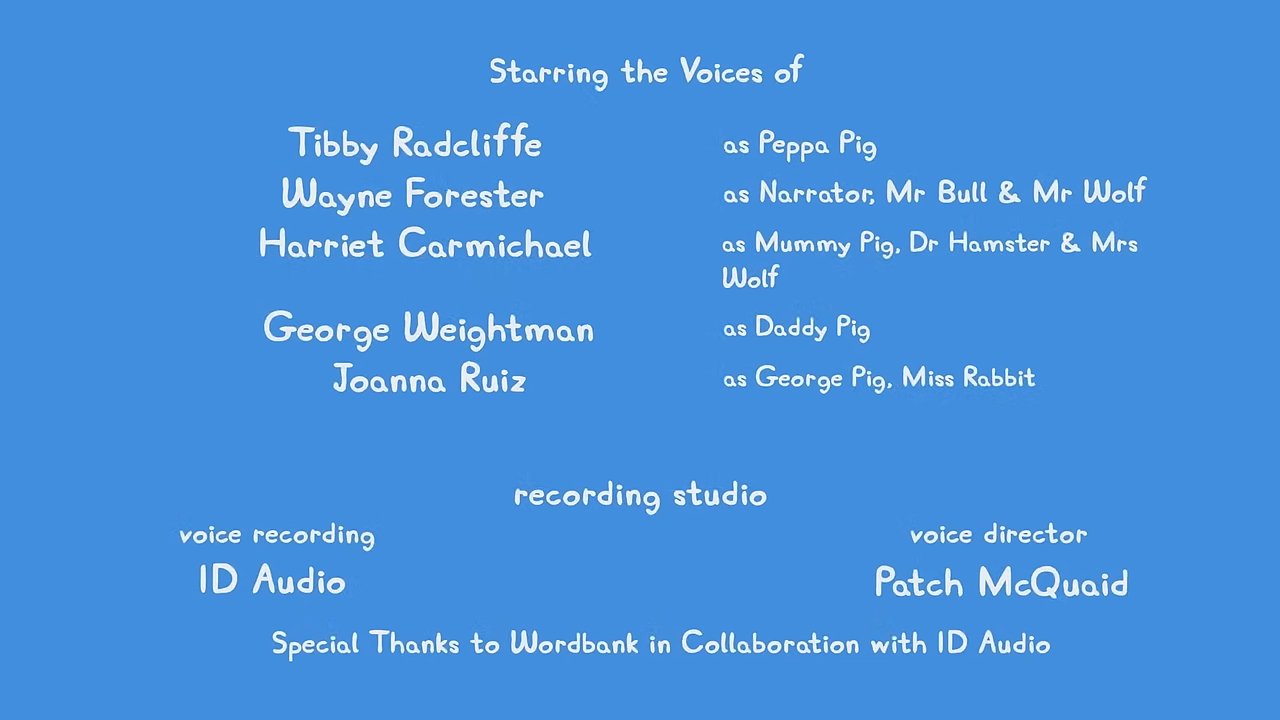 Starring the Voices of
Tibby Radcliffe as Peppa Pig
Wayne Forester as Narrator, Mr Bull & Mr Wolf
Harriet Carmichael as Mummy Pig, Dr Hamster & Mrs
Wolf
George Weightman as Daddy Pig
Joanna Ruiz as George Pig, Miss Rabbit
recording studio
voice recording voice director
ID Audio Patch McQuaid
Special Thanks to Wordbank in Collaboration with ID Audio